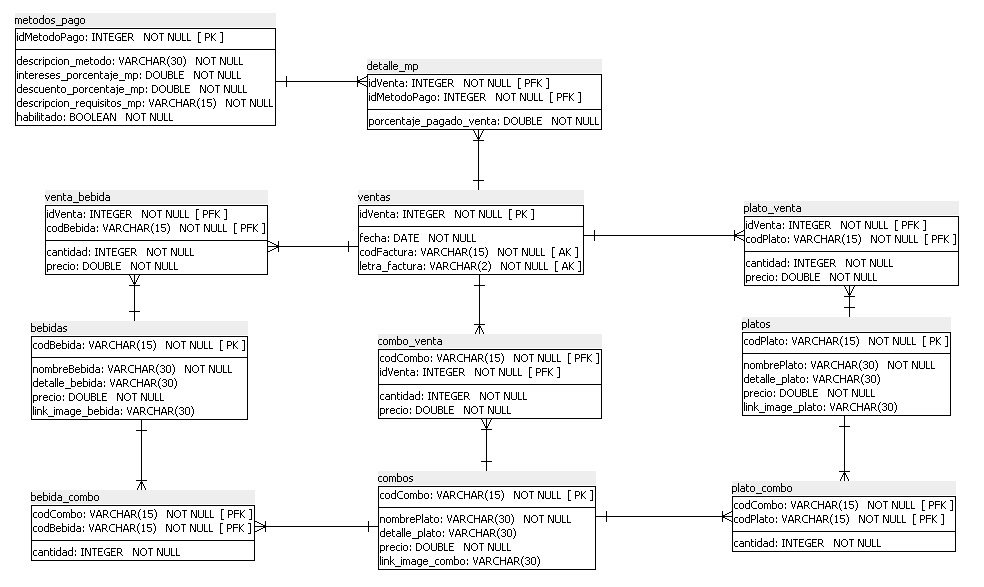 metodos_pago
idMetodoPago: INTEGER NOT NULL [ PK ]
descripcion_metodo: VARCHAR(30) NOT NULL
intereses_porcentaje_mp: DOUBLE NOT NULL
descuento_porcentaje_mp: DOUBLE NOT NULL
descripcion_requisitos_mp: VARCHAR(15) NOT NULL
habilitado: BOOLEAN NOT NULL
detalle_mp
idVenta: INTEGER NOT NULL [ PFK ]
idMetodoPago: INTEGER NOT NULL [ PFK ]
porcentaje_pagado_venta: DOUBLE NOT NULL
venta_bebida
idVenta: INTEGER NOT NULL [ PFK ]
codBebida: VARCHAR(15) NOT NULL [ PFK ]
cantidad: INTEGER NOT NULL
precio: DOUBLE NOT NULL
ventas
idVenta: INTEGER NOT NULL [ PK ]
fecha: DATE NOT NULL
codFactura: VARCHAR(15) NOT NULL [ AK ]
letra_factura: VARCHAR(2) NOT NULL [ AK ]
plato_venta
idVenta: INTEGER NOT NULL [ PFK ]
codPlato: VARCHAR(15) NOT NULL [ PFK ]
cantidad: INTEGER NOT NULL
precio: DOUBLE NOT NULL
bebidas
codBebida: VARCHAR(15) NOT NULL [ PK ]
nombreBebida: VARCHAR(30) NOT NULL
detalle_bebida: VARCHAR(30)
precio: DOUBLE NOT NULL
link_image_bebida: VARCHAR(30)
combo_venta
codCombo: VARCHAR(15) NOT NULL [ PFK ]
idVenta: INTEGER NOT NULL [ PFK ]
cantidad: INTEGER NOT NULL
precio: DOUBLE NOT NULL
platos
codPlato: VARCHAR(15) NOT NULL [ PK ]
nombrePlato: VARCHAR(30) NOT NULL
detalle_plato: VARCHAR(30)
precio: DOUBLE NOT NULL
link_image_plato: VARCHAR(30)
bebida_combo
codCombo: VARCHAR(15) NOT NULL [ PFK ]
codBebida: VARCHAR(15) NOT NULL [ PFK ]
cantidad: INTEGER NOT NULL
combos
codCombo: VARCHAR(15) NOT NULL [ PK ]
nombrePlato: VARCHAR(30) NOT NULL
detalle_plato: VARCHAR(30)
precio: DOUBLE NOT NULL
link_image_combo: VARCHAR(30)
plato_combo
codCombo: VARCHAR(15) NOT NULL [ PFK ]
codPlato: VARCHAR(15) NOT NULL [ PFK ]
cantidad: INTEGER NOT NULL